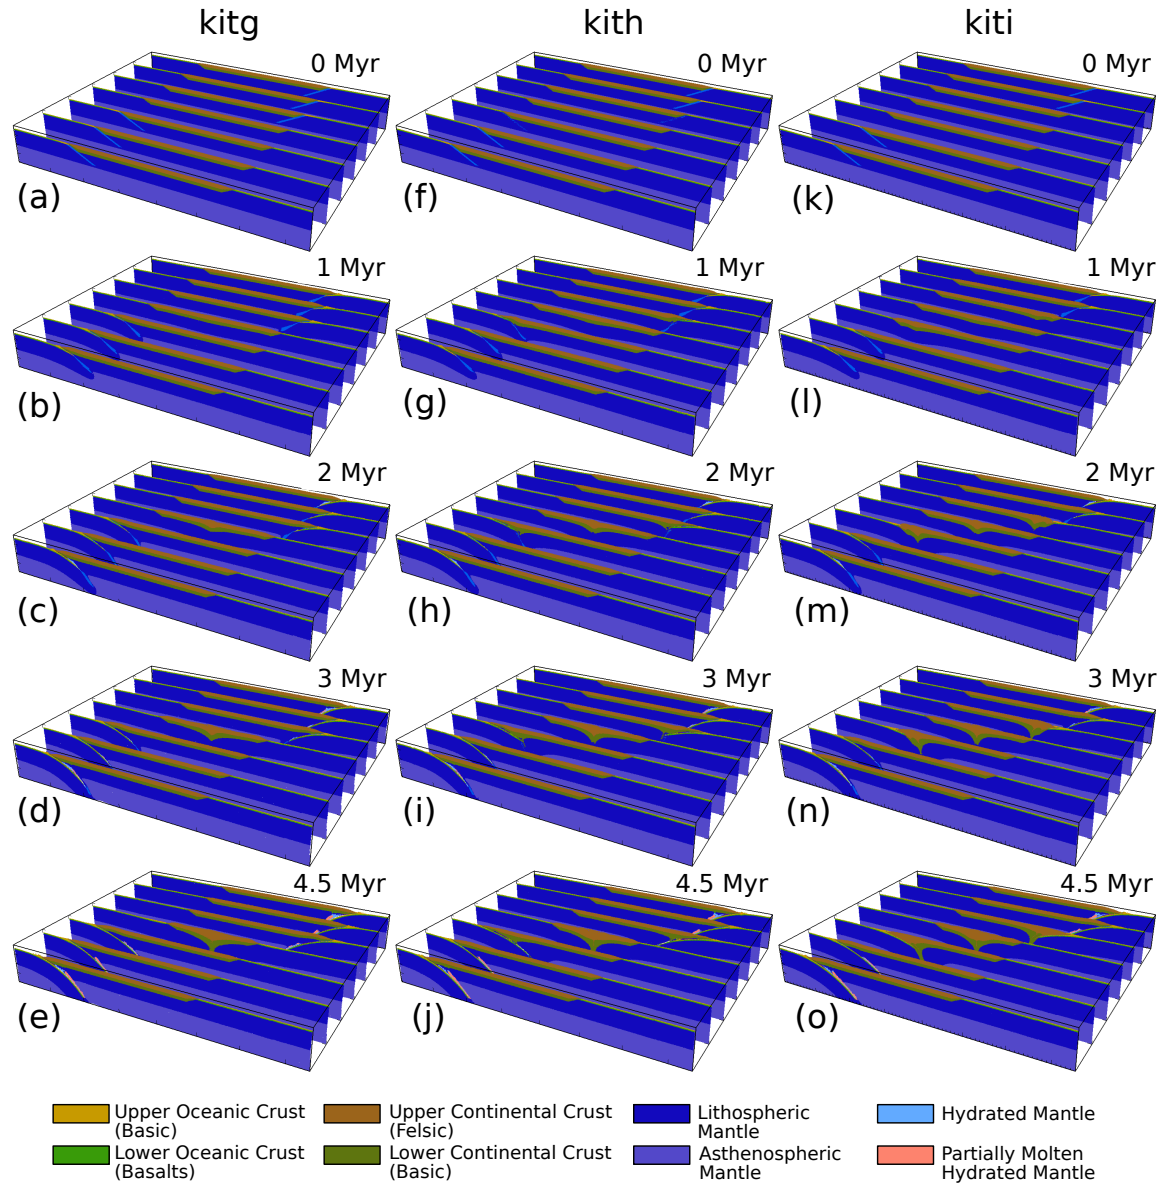 kitg kith kiti
0 Myr 0 Myr 0 Myr
(a) (f) (k)
1 Myr 1 Myr 1 Myr
(b) (g) (l)
2 Myr 2 Myr 2 Myr
(c) (h) (m)
3 Myr 3 Myr 3 Myr
(d) (i) (n)
4.5 Myr 4.5 Myr 4.5 Myr
(e) (j) (o)
Upper Oceanic Crust
(Basic)
Upper Continental Crust
(Felsic)
Lithospheric
Mantle
Hydrated Mantle
Lower Oceanic Crust
(Basalts)
Lower Continental Crust
(Basic)
Asthenospheric
Mantle
Partially Molten
Hydrated Mantle